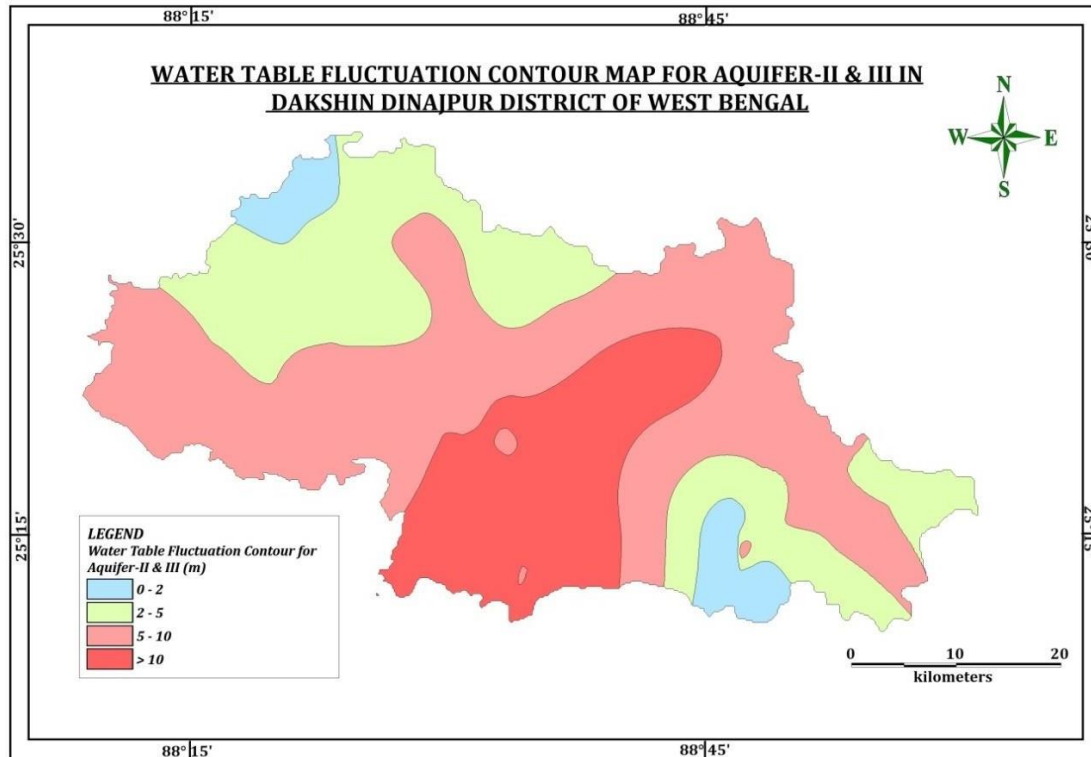 88° 15'
88° 45'
WATER TABLE FLUCTUATION CONTOUR MAP FOR AQUIFER-II & III IN
DAKSHIN DINAJPUR DISTRICT OF WEST BENGAL
N
W
E
S
25°30'
25°15'
LEGEND
Water Table Fluctuation Contour for
Aquifer-II & III (m)
0 - 2
2 - 5
5 - 10
> 10
0
10
20
kilometers
88° 15'
88° 45'